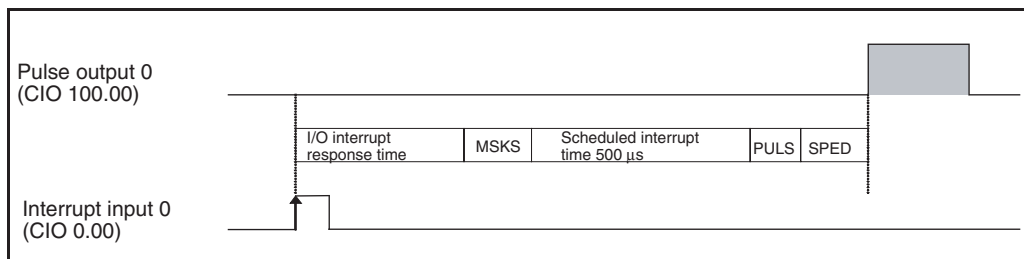 Pulse output 0
(CIO 100.00)
I/O interrupt
response time
MSKS
Scheduled interrupt
time 500 μs
PULS
SPED
Interrupt input 0
(CIO 0.00)